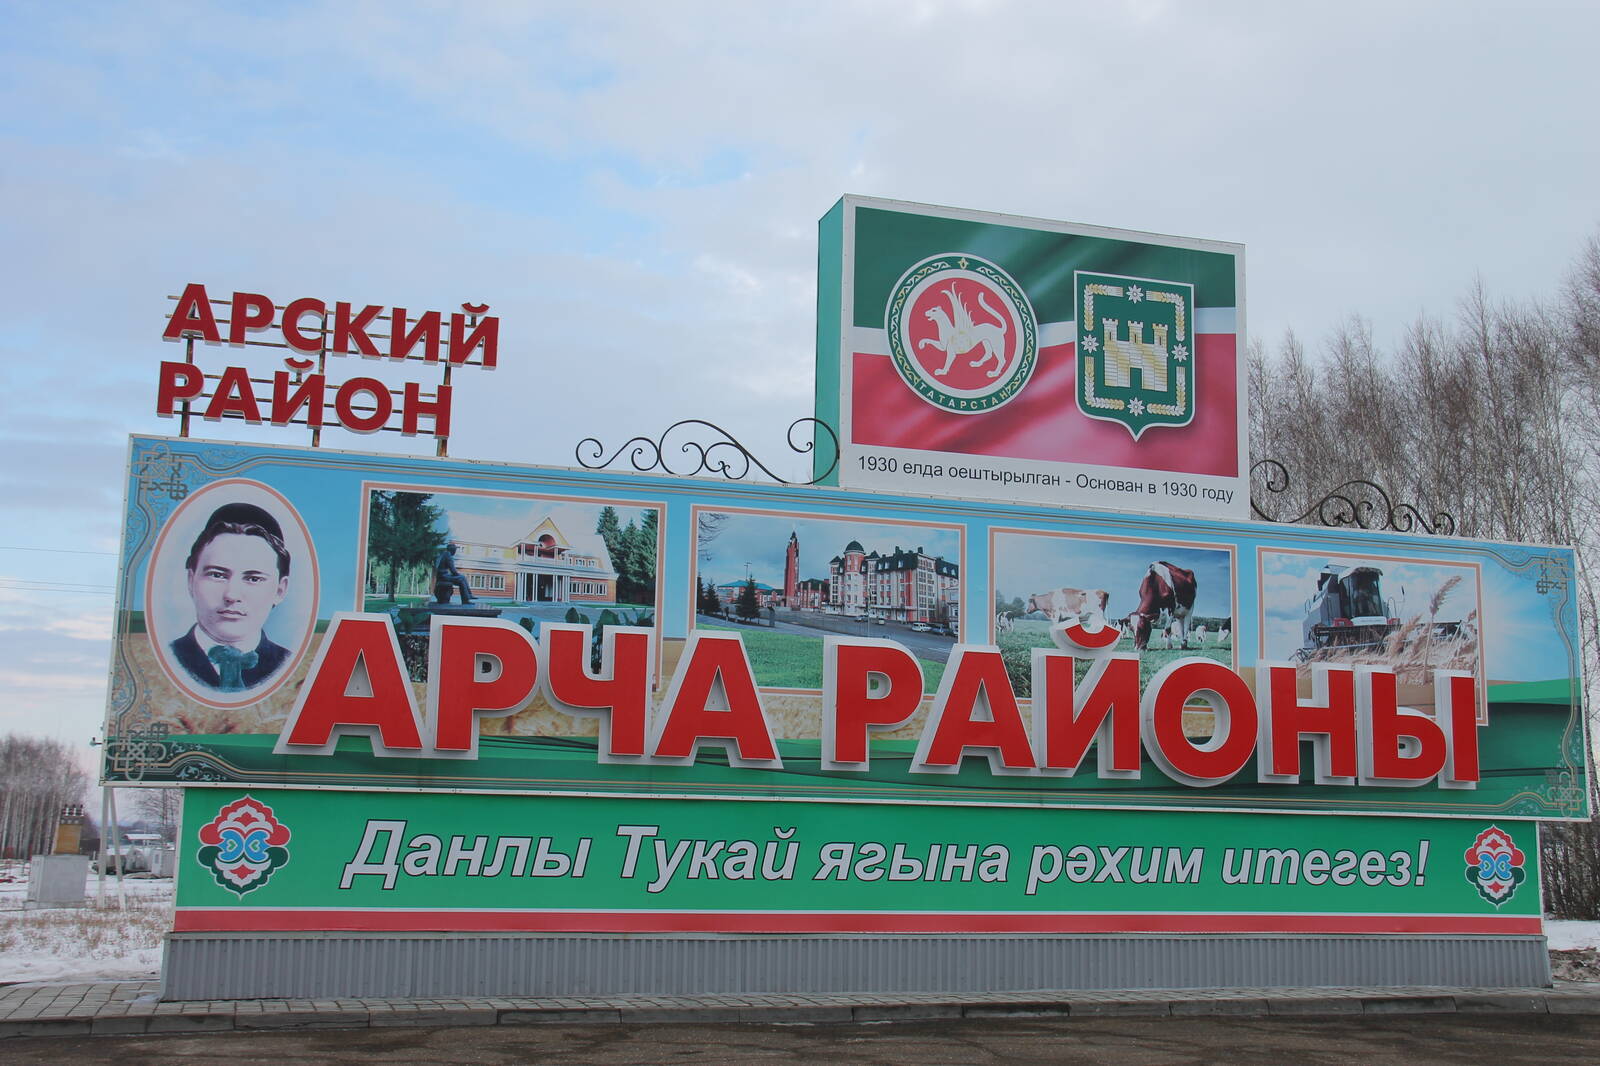 АРСКИЙ
РАЙОН
ТАТАРСТАН
1930 елда оештырылган - Основан в 1930 году
АРЧА РАЙОНЫ
Данлы Тукай ягына рәхим итегез!